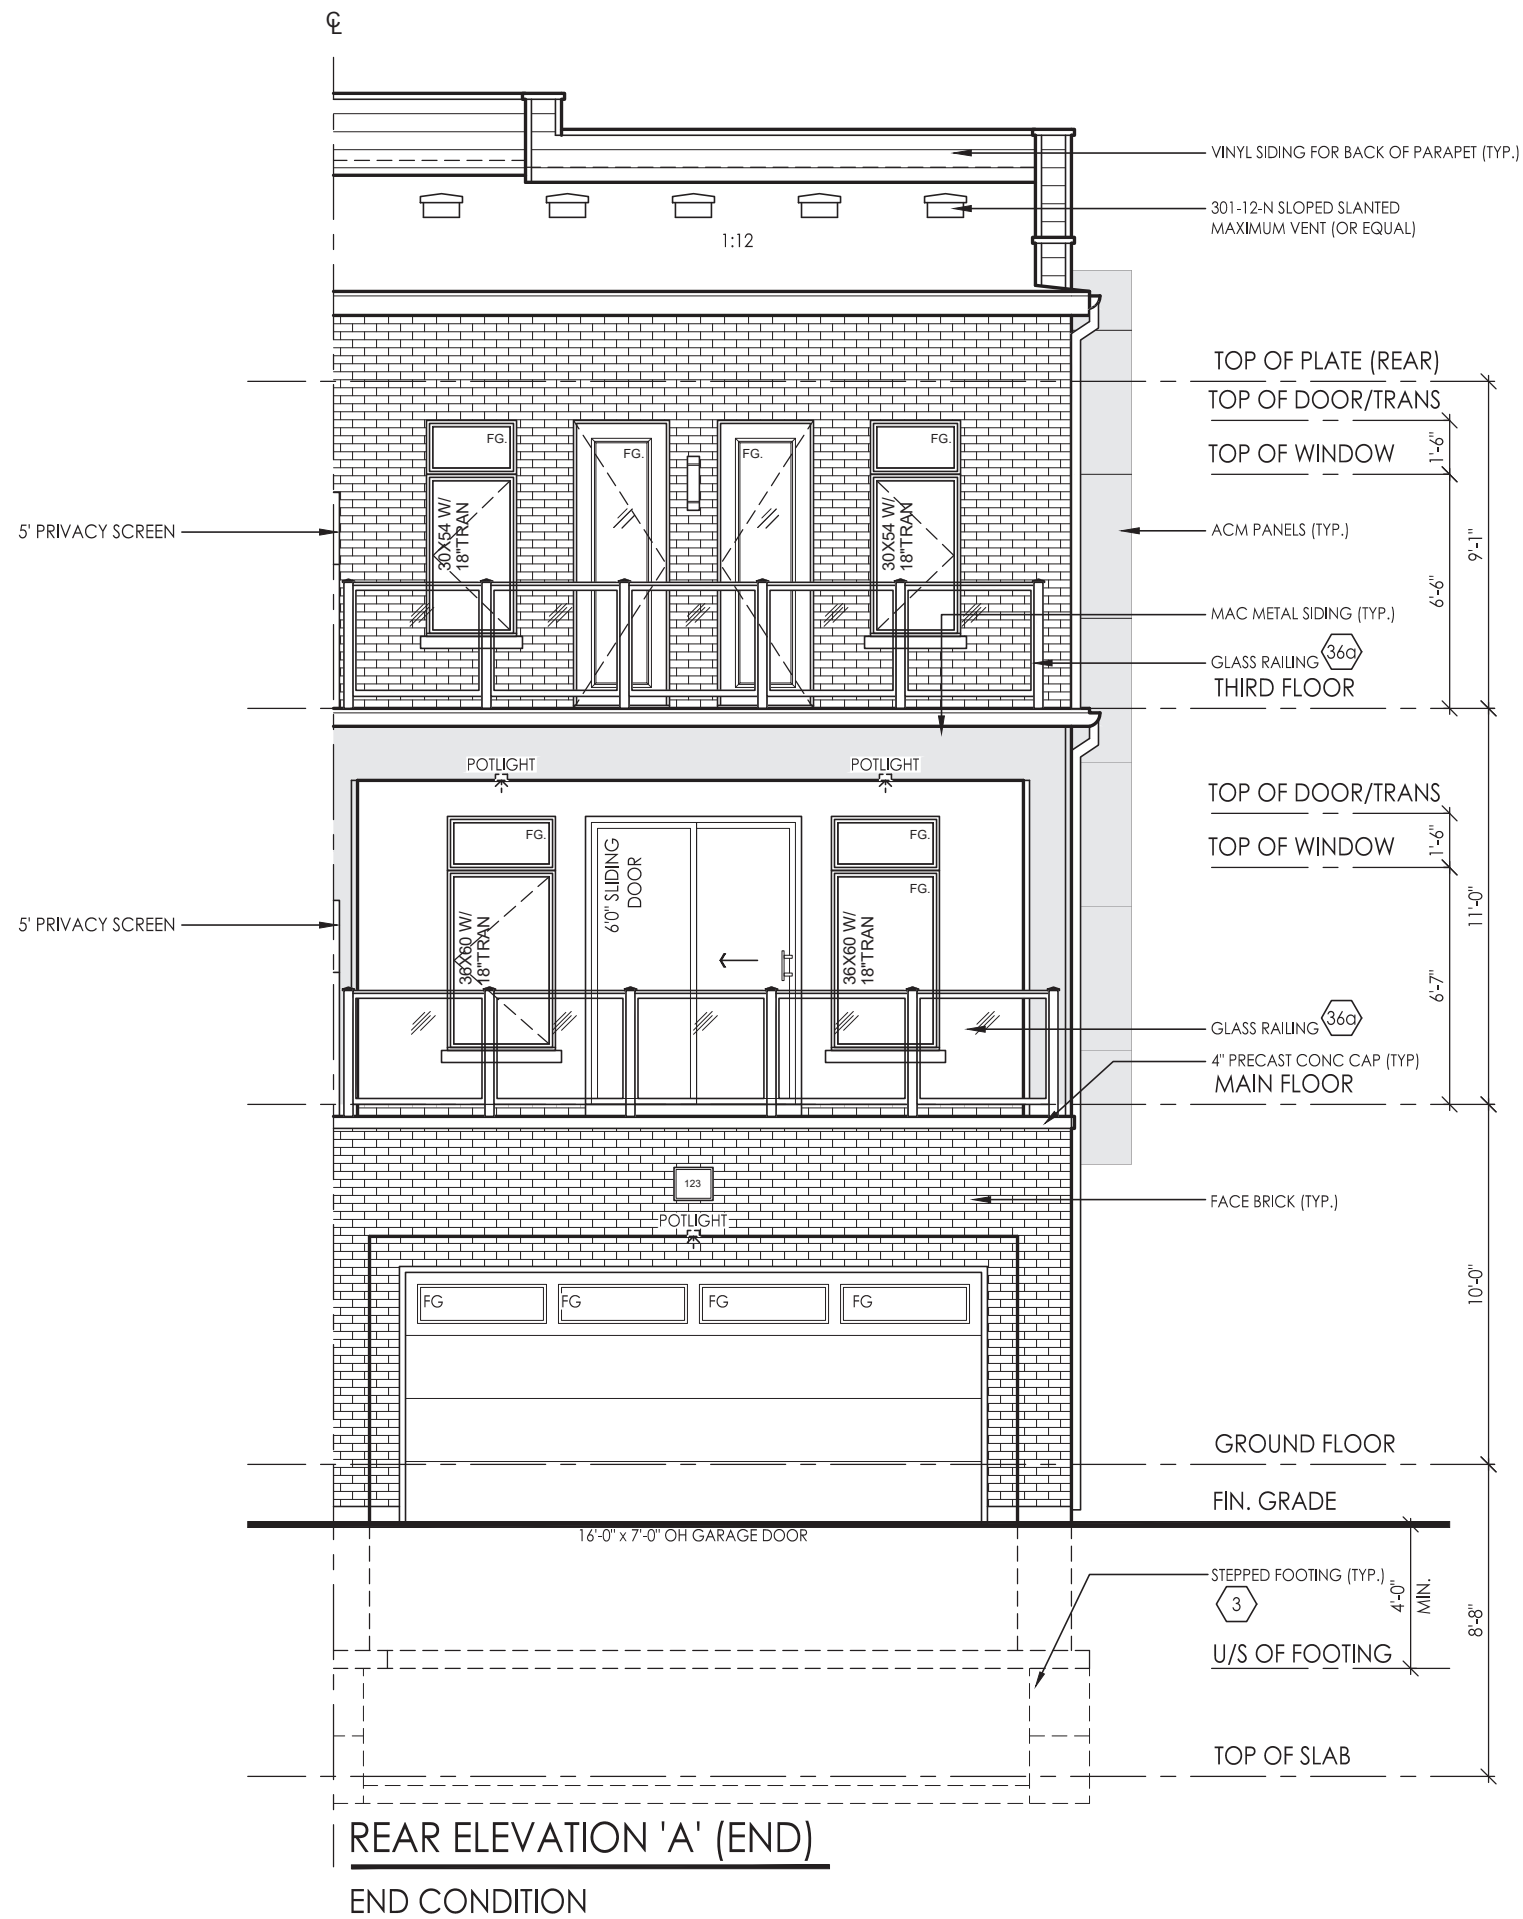 ℄
VINYL SIDING FOR BACK OF PARAPET (TYP.)
301-12-N SLOPED SLANTED
MAXIMUM VENT (OR EQUAL)
1:12
TOP OF PLATE (REAR)
TOP OF DOOR/TRANS
TOP OF WINDOW
1'-6"
9'-1"
6'-6"
FG.
FG.
FG.
FG.
30X54 W/
18"TRAN
30X54 W/
18"TRAN
5' PRIVACY SCREEN
ACM PANELS (TYP.)
MAC METAL SIDING (TYP.)
GLASS RAILING 36a
THIRD FLOOR
POTLIGHT
POTLIGHT
TOP OF DOOR/TRANS
TOP OF WINDOW
1'-6"
11'-0"
6'-7"
FG.
FG.
FG.
6'0" SLIDING
DOOR
36X60 W/
18"TRAN
36X60 W/
18"TRAN
5' PRIVACY SCREEN
GLASS RAILING 36a
4" PRECAST CONC CAP (TYP)
MAIN FLOOR
123
FACE BRICK (TYP.)
POTLIGHT
10'-0"
FG
FG
FG
FG
GROUND FLOOR
FIN. GRADE
16'-0" x 7'-0" OH GARAGE DOOR
STEPPED FOOTING (TYP.)
3
4'-0"
MIN.
8'-8"
U/S OF FOOTING
TOP OF SLAB
REAR ELEVATION 'A' (END)
END CONDITION